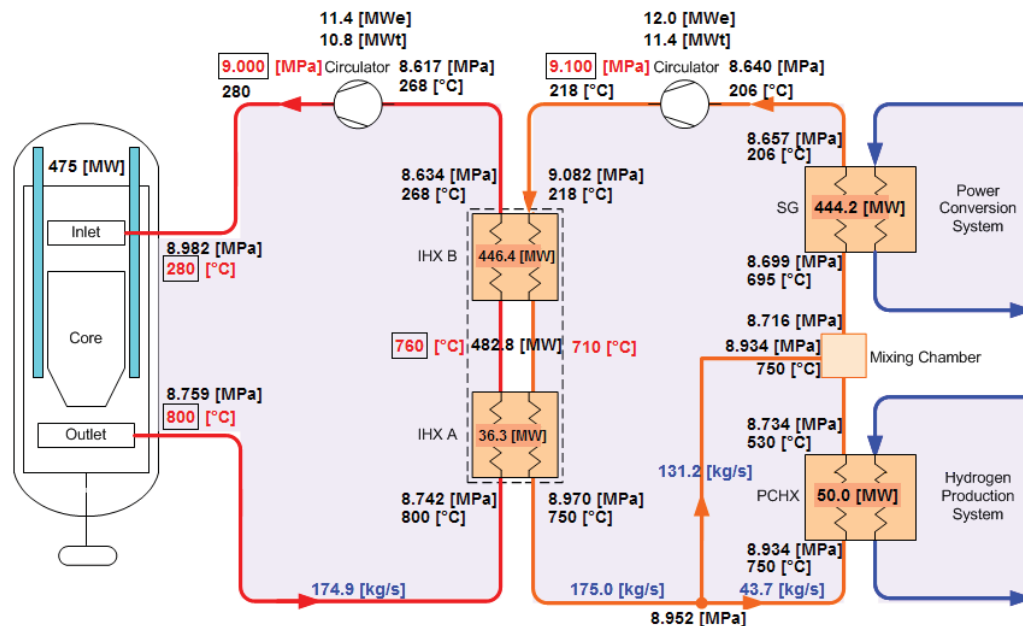 11.4 [MWe]
10.8 [MWt]
9.000 [MPa]
Circulator
8.617 [MPa]
280
268 [°C]
12.0 [MWe]
11.4 [MWt]
9.100 [MPa]
Circulator
8.640 [MPa]
218 [°C]
206 [°C]
475 [MW]
Inlet
8.982 [MPa]
280 [°C]
Core
8.759 [MPa]
800 [°C]
Outlet
8.634 [MPa]
268 [°C]
9.082 [MPa]
218 [°C]
IHX B
446.4 [MW]
760 [°C]
482.8 [MW]
710 [°C]
IHX A
36.3 [MW]
8.742 [MPa]
800 [°C]
8.970 [MPa]
750 [°C]
174.9 [kg/s]
175.0 [kg/s]
43.7 [kg/s]
8.952 [MPa]
131.2 [kg/s]
8.657 [MPa]
206 [°C]
SG
444.2 [MW]
Power
Conversion
System
8.699 [MPa]
695 [°C]
8.716 [MPa]
8.934 [MPa]
750 [°C]
Mixing Chamber
8.734 [MPa]
530 [°C]
PCHX
50.0 [MW]
Hydrogen
Production
System
8.934 [MPa]
750 [°C]